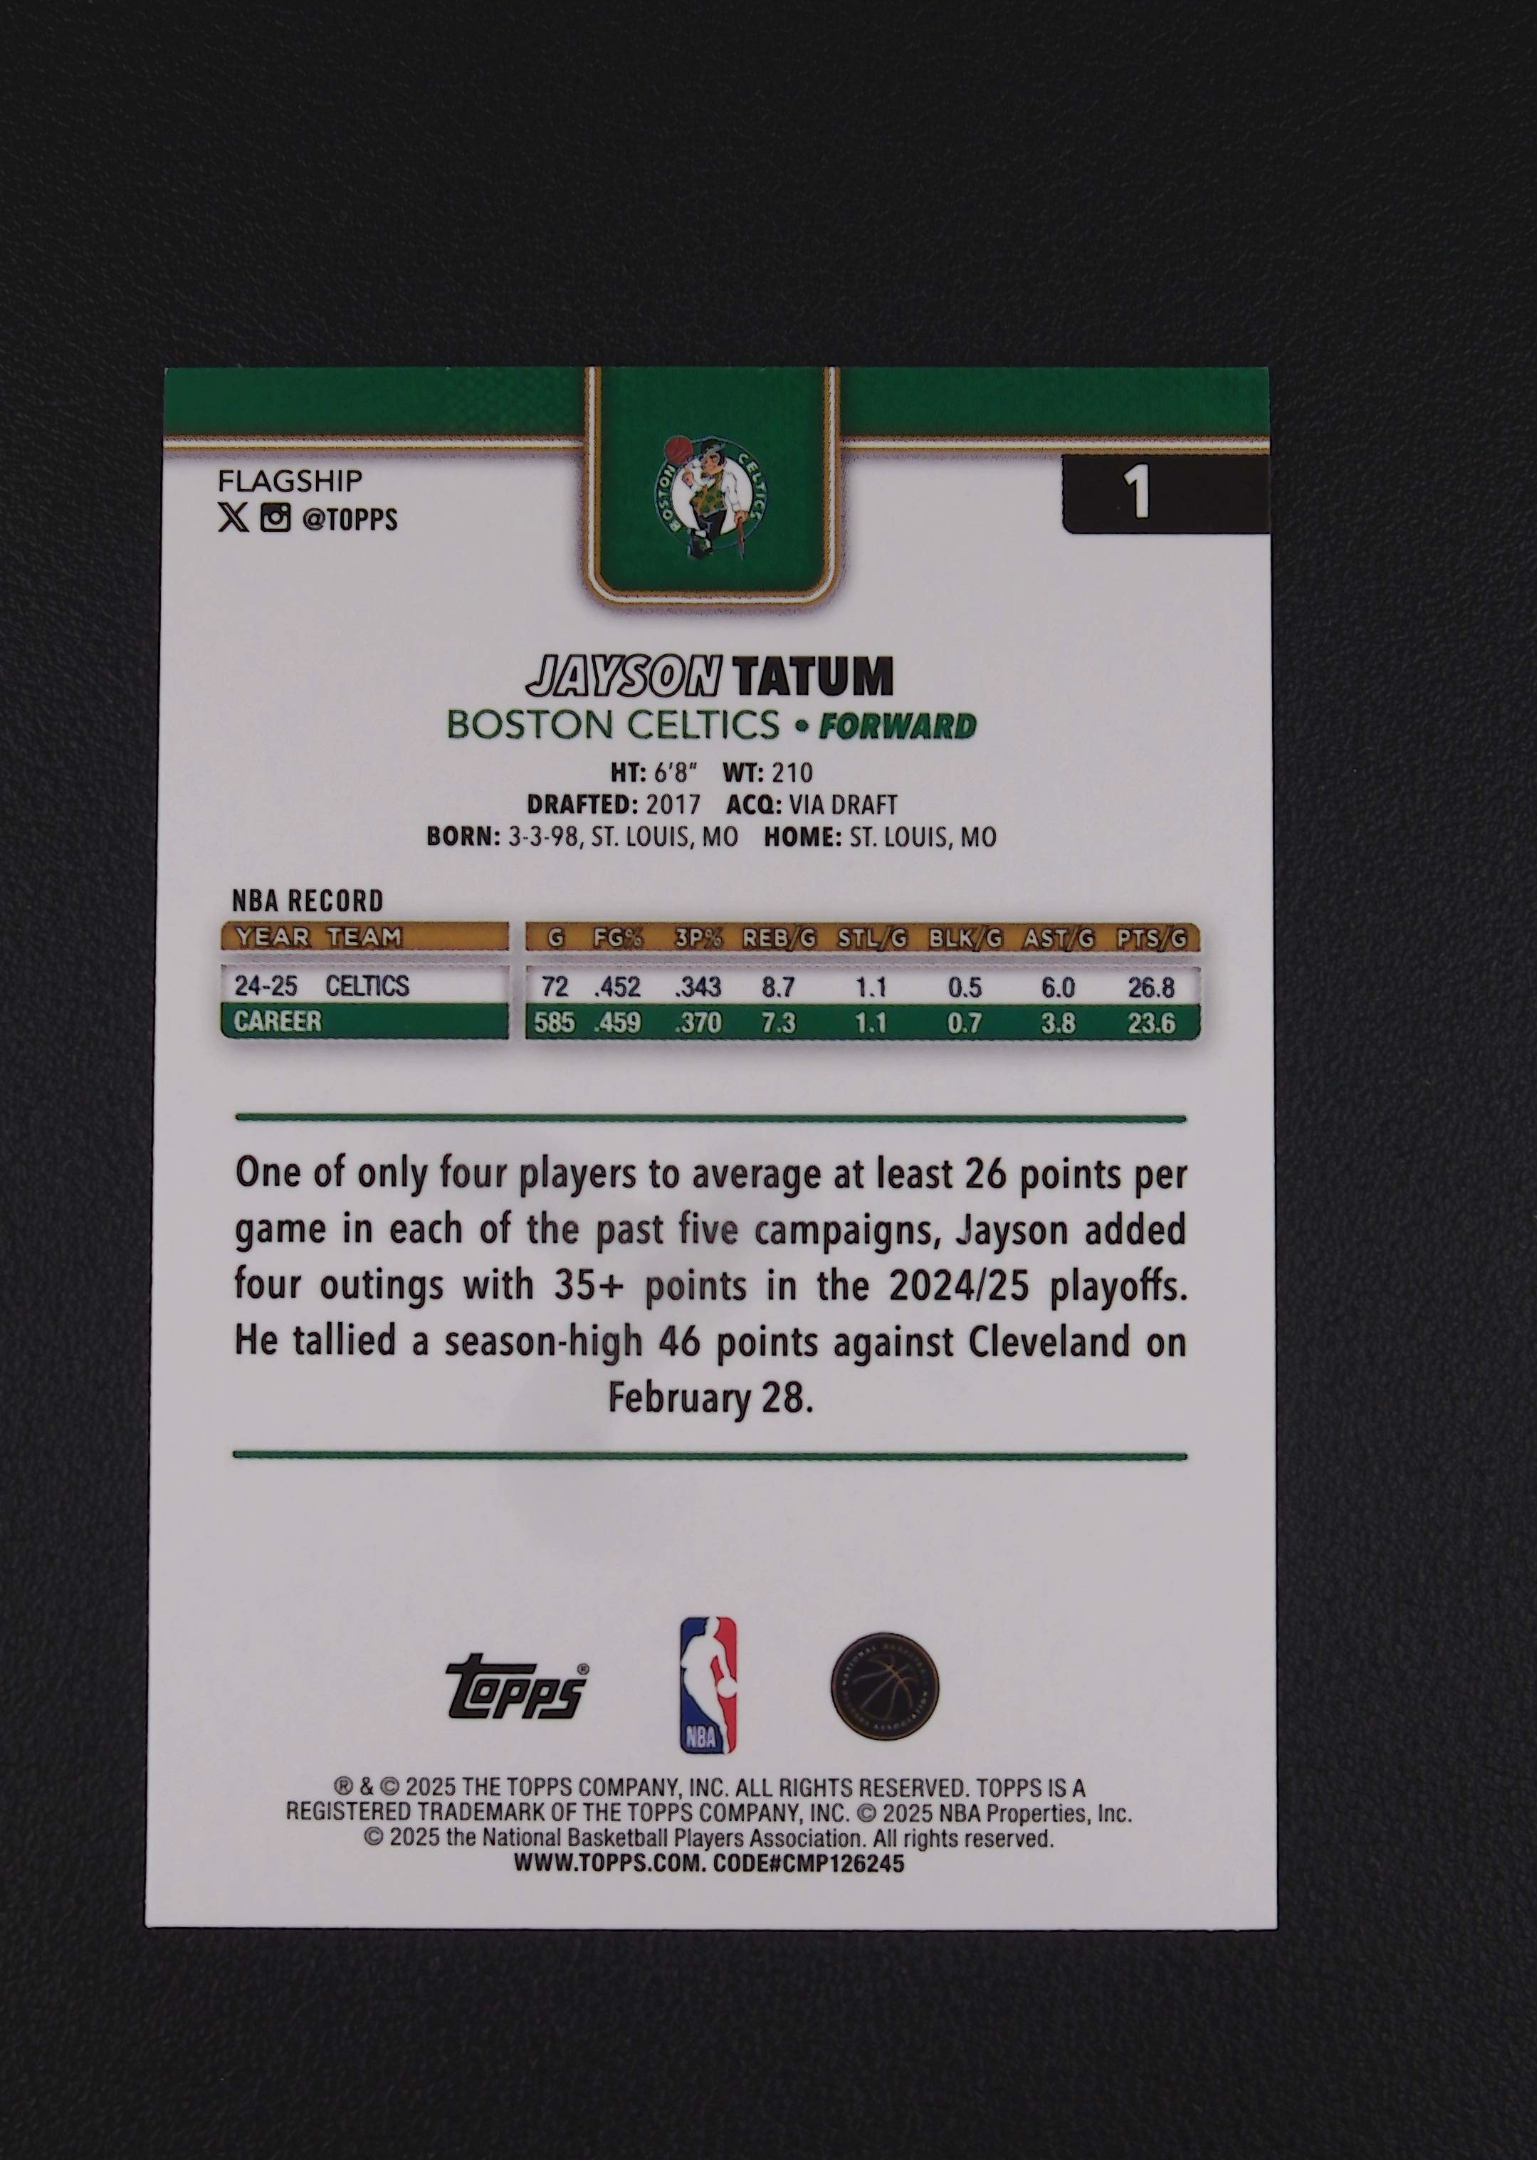 FLAGSHIP
@TOPPS
BOSTON CELTICS
1
JAYSON TATUM
BOSTON CELTICS • FORWARD
HT: 6'8" WT: 210
DRAFTED: 2017 ACQ: VIA DRAFT
BORN: 3-3-98, ST. LOUIS, MO HOME: ST. LOUIS, MO
NBA RECORD
YEAR TEAM G FG% 3P% REB/G STL/G BLK/G AST/G PTS/G
24-25 CELTICS 72 .452 .343 8.7 1.1 0.5 6.0 26.8
CAREER 585 .459 .370 7.3 1.1 0.7 3.8 23.6
One of only four players to average at least 26 points per
game in each of the past five campaigns, Jayson added
four outings with 35+ points in the 2024/25 playoffs.
He tallied a season-high 46 points against Cleveland on
February 28.
Topps®
NBA
NATIONAL BASKETBALL PLAYERS ASSOCIATION
® & © 2025 THE TOPPS COMPANY, INC. ALL RIGHTS RESERVED. TOPPS IS A
REGISTERED TRADEMARK OF THE TOPPS COMPANY, INC. © 2025 NBA Properties, Inc.
© 2025 the National Basketball Players Association. All rights reserved.
WWW.TOPPS.COM. CODE#CMP126245